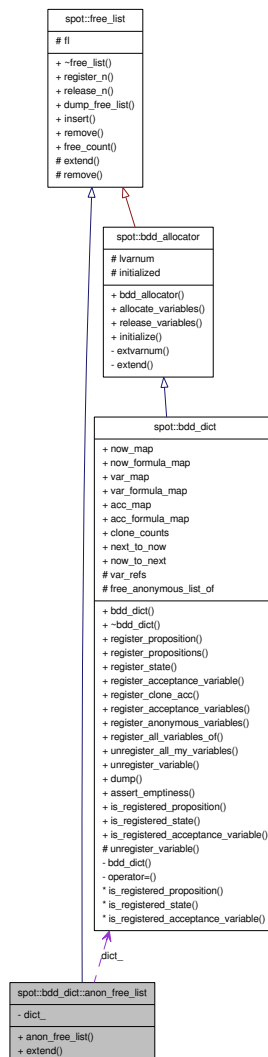 spot::free_list
# fl
+ ~free_list()
+ register_n()
+ release_n()
+ dump_free_list()
+ insert()
+ remove()
+ free_count()
# extend()
# remove()
spot::bdd_allocator
# lvarnum
# initialized
+ bdd_allocator()
+ allocate_variables()
+ release_variables()
+ initialize()
- extvarnum()
- extend()
spot::bdd_dict
+ now_map
+ now_formula_map
+ var_map
+ var_formula_map
+ acc_map
+ acc_formula_map
+ clone_counts
+ next_to_now
+ now_to_next
# var_refs
# free_anonymous_list_of
+ bdd_dict()
+ ~bdd_dict()
+ register_proposition()
+ register_propositions()
+ register_state()
+ register_acceptance_variable()
+ register_clone_acc()
+ register_acceptance_variables()
+ register_anonymous_variables()
+ register_all_variables_of()
+ unregister_all_my_variables()
+ unregister_variable()
+ dump()
+ assert_emptiness()
+ is_registered_proposition()
+ is_registered_state()
+ is_registered_acceptance_variable()
# unregister_variable()
- bdd_dict()
- operator=()
* is_registered_proposition()
* is_registered_state()
* is_registered_acceptance_variable()
dict_
spot::bdd_dict::anon_free_list
- dict_
+ anon_free_list()
+ extend()